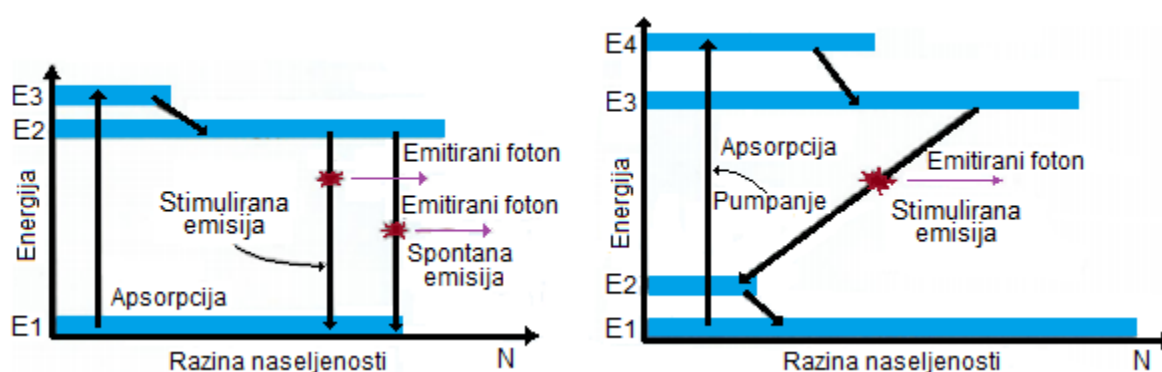 E3
E2
Energija
Emitirani foton
Stimulirana
emisija
Emitirani foton
Spontana
emisija
Apsorpcija
E1
Razina naseljenosti
N
E4
E3
Energija
Apsorpcija
Emitirani foton
Pumpanje
Stimulirana
emisija
E2
E1
Razina naseljenosti
N